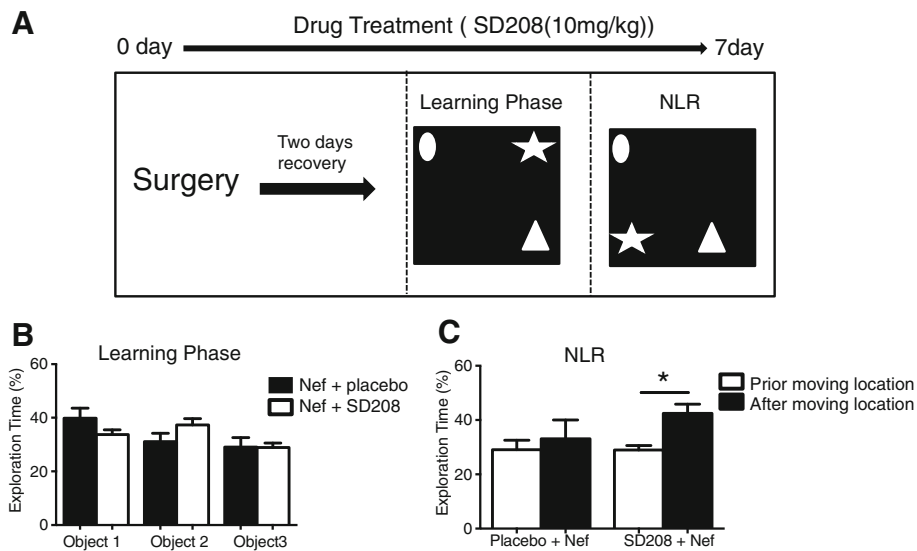 A
Drug Treatment ( SD208(10mg/kg))
0 day
7day
Learning Phase
NLR
Two days
recovery
Surgery
B
Learning Phase
Exploration Time (%)
60
40
20
0
Nef + placebo
Nef + SD208
Object 1
Object 2
Object3
C
NLR
Exploration Time (%)
60
40
20
0
*
Prior moving location
After moving location
Placebo + Nef
SD208 + Nef